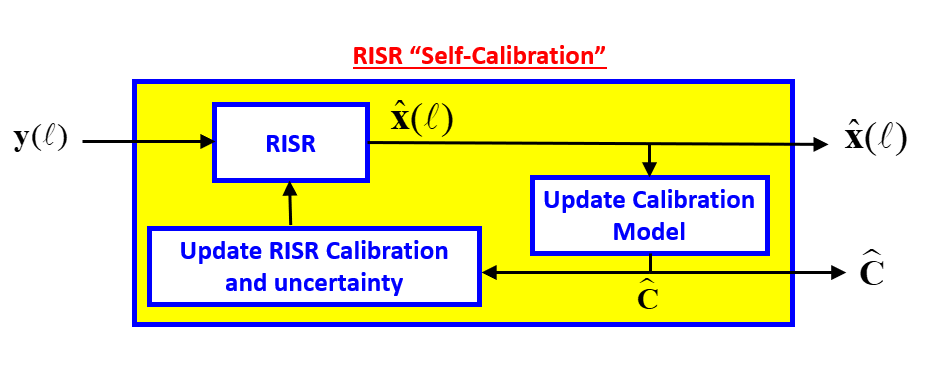 RISR “Self-Calibration”
y(ℓ)
RISR
x̂(ℓ)
x̂(ℓ)
Update Calibration
Model
Update RISR Calibration
and uncertainty
Ĉ
Ĉ